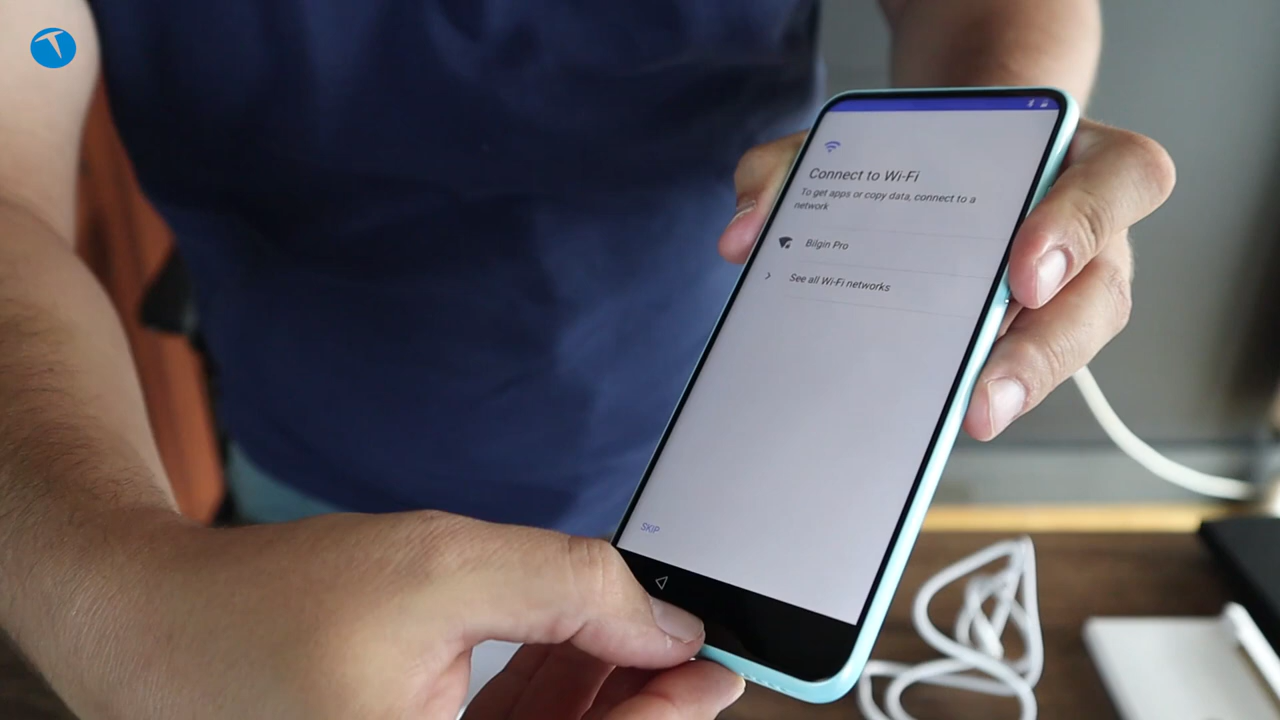 Connect to Wi-Fi
To get apps or copy data, connect to a
network
Bilgin Pro
See all Wi-Fi networks
SKIP